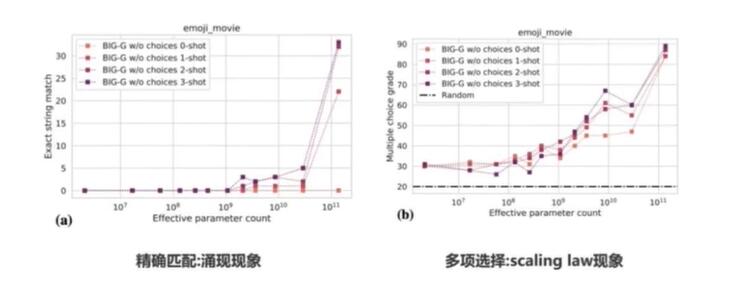 emoji_movie
BIG-G w/o choices 0-shot
BIG-G w/o choices 1-shot
BIG-G w/o choices 2-shot
BIG-G w/o choices 3-shot
Exact string match
30
25
20
15
10
5
0
10⁷
10⁸
10⁹
10¹⁰
10¹¹
Effective parameter count
(a)
精确匹配:涌现现象
emoji_movie
BIG-G w/o choices 0-shot
BIG-G w/o choices 1-shot
BIG-G w/o choices 2-shot
BIG-G w/o choices 3-shot
Random
Multiple choice grade
90
80
70
60
50
40
30
20
10⁷
10⁸
10⁹
10¹⁰
10¹¹
Effective parameter count
(b)
多项选择:scaling law现象